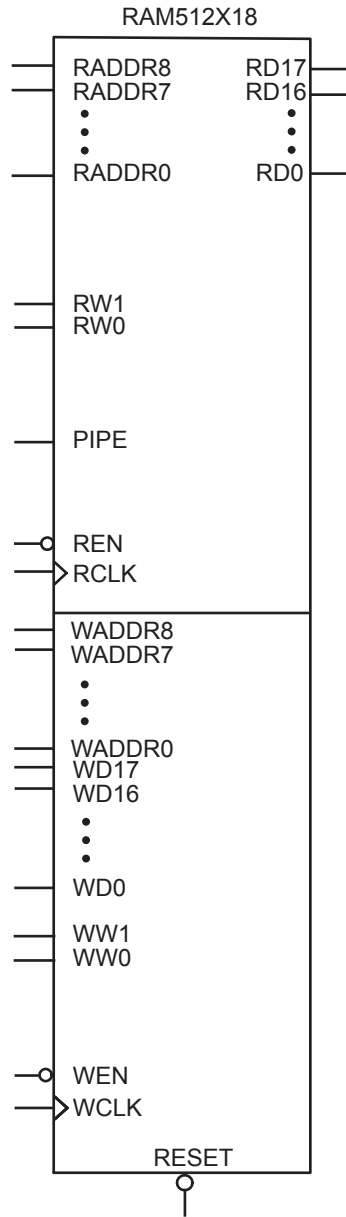 RAM512X18
RADDR8 RD17
RADDR7 RD16
RADDR0 RD0
RW1
RW0
PIPE
REN
RCLK
WADDR8
WADDR7
WADDR0
WD17
WD16
WD0
WW1
WW0
WEN
WCLK
RESET